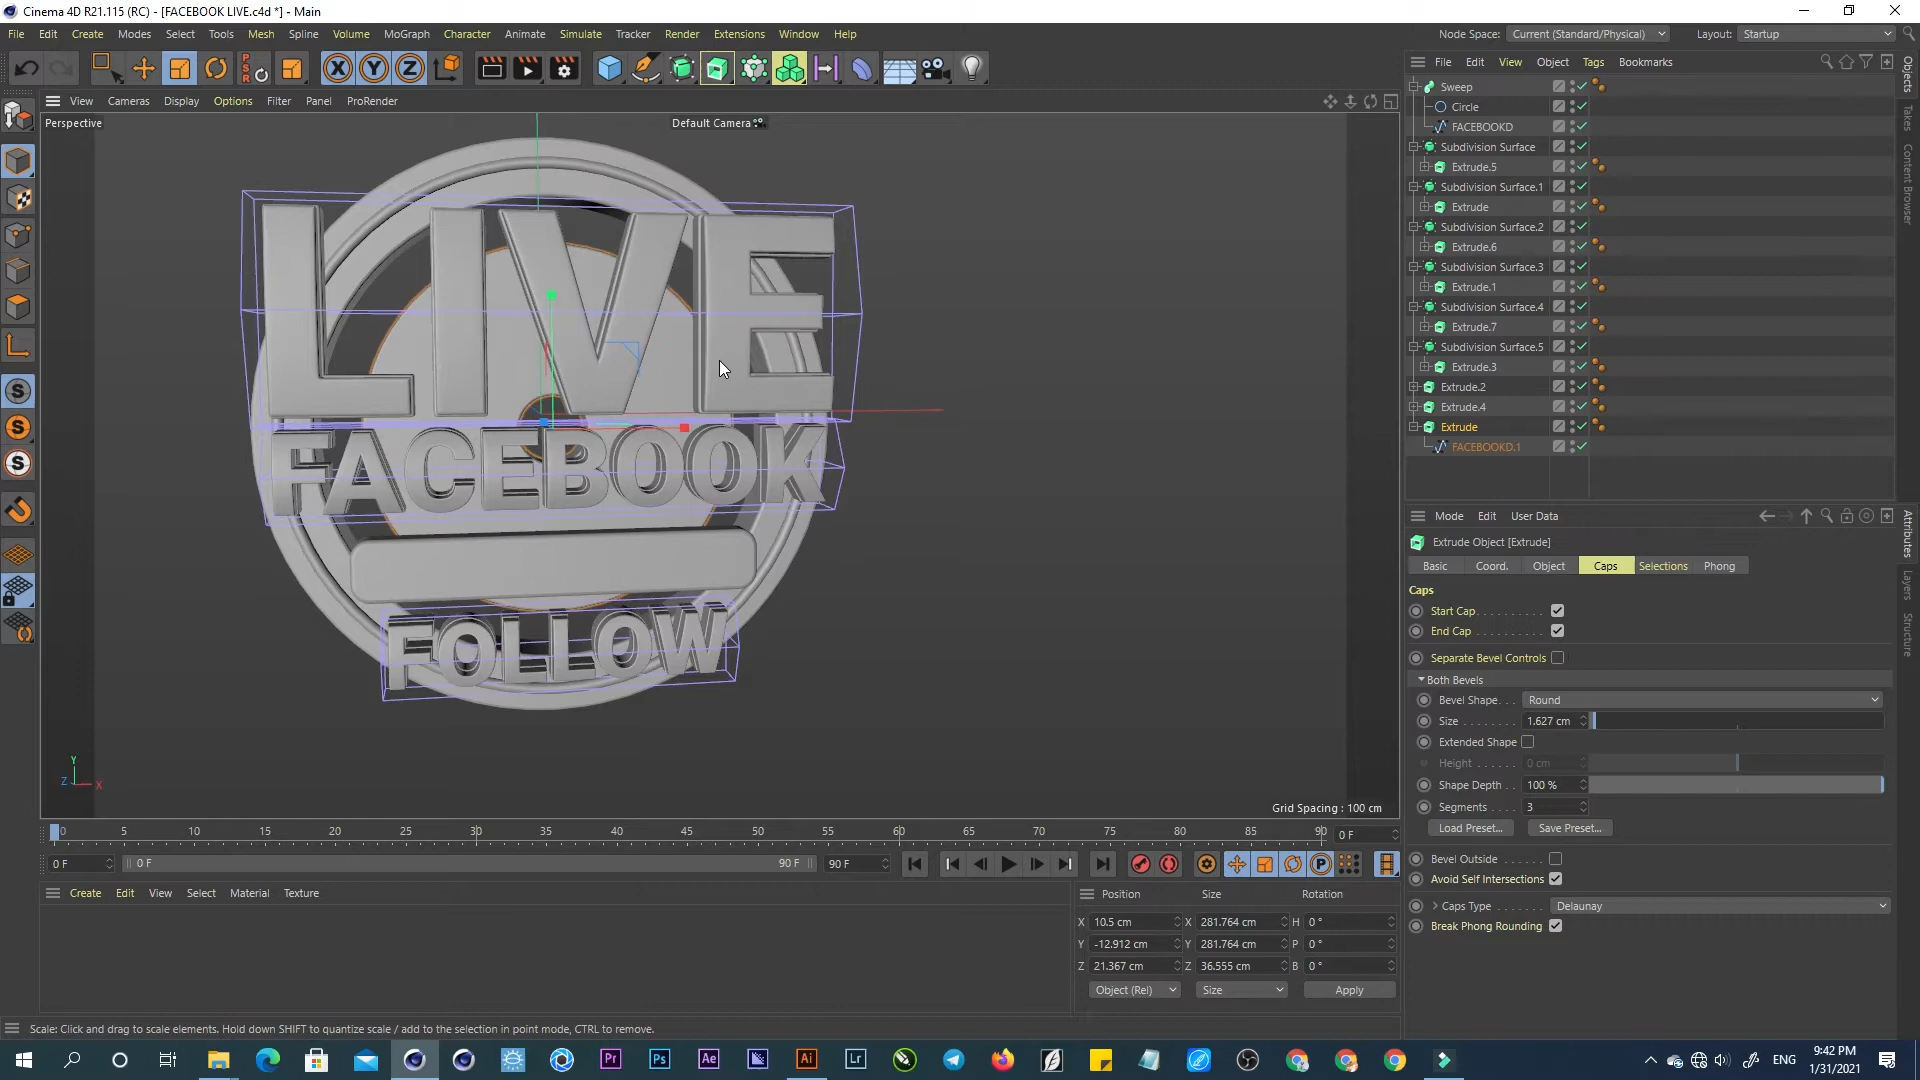 Cinema 4D R21.115 (RC) - [FACEBOOK LIVE.c4d *] - Main
File Edit Create Modes Select Tools Mesh Spline Volume MoGraph Character Animate Simulate Tracker Render Extensions Window Help
Node Space: Current (Standard/Physical) Layout: Startup
File Edit View Object Tags Bookmarks
View Cameras Display Options Filter Panel ProRender
Perspective
Default Camera
LIVE
FACEBOOK
FOLLOW
Y
Z X
Grid Spacing : 100 cm
Sweep
Circle
FACEBOOKD
Subdivision Surface
Extrude.5
Subdivision Surface.1
Extrude
Subdivision Surface.2
Extrude.6
Subdivision Surface.3
Extrude.1
Subdivision Surface.4
Extrude.7
Subdivision Surface.5
Extrude.3
Extrude.2
Extrude.4
Extrude
FACEBOOKD.1
Objects
Takes
Content Browser
Mode Edit User Data
Extrude Object [Extrude]
Basic Coord. Object Caps Selections Phong
Caps
Start Cap
End Cap
Separate Bevel Controls
Both Bevels
Bevel Shape Round
Size 1.627 cm
Extended Shape
Height 0 cm
Shape Depth 100 %
Segments 3
Load Preset... Save Preset...
Bevel Outside
Avoid Self Intersections
Caps Type Delaunay
Break Phong Rounding
Attributes
Layers
Structure
0 5 10 15 20 25 30 35 40 45 50 55 60 65 70 75 80 85 90 0 F
0 F 0 F 90 F 90 F
Create Edit View Select Material Texture
Position Size Rotation
X 10.5 cm X 281.764 cm H 0 °
Y -12.912 cm Y 281.764 cm P 0 °
Z 21.367 cm Z 36.555 cm B 0 °
Object (Rel) Size Apply
Scale: Click and drag to scale elements. Hold down SHIFT to quantize scale / add to the selection in point mode, CTRL to remove.
Pr Ps Ae Ai Lr
ENG
9:42 PM
1/31/2021